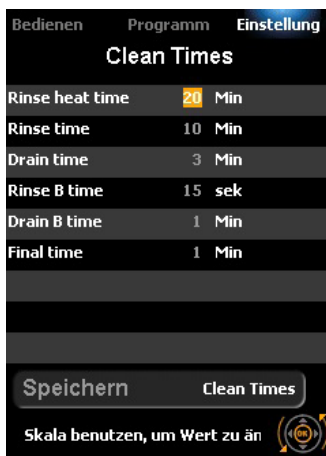 Bedienen Programm Einstellung
Clean Times
Rinse heat time 20 Min
Rinse time 10 Min
Drain time 3 Min
Rinse B time 15 sek
Drain B time 1 Min
Final time 1 Min
Speichern Clean Times
Skala benutzen, um Wert zu än
OK